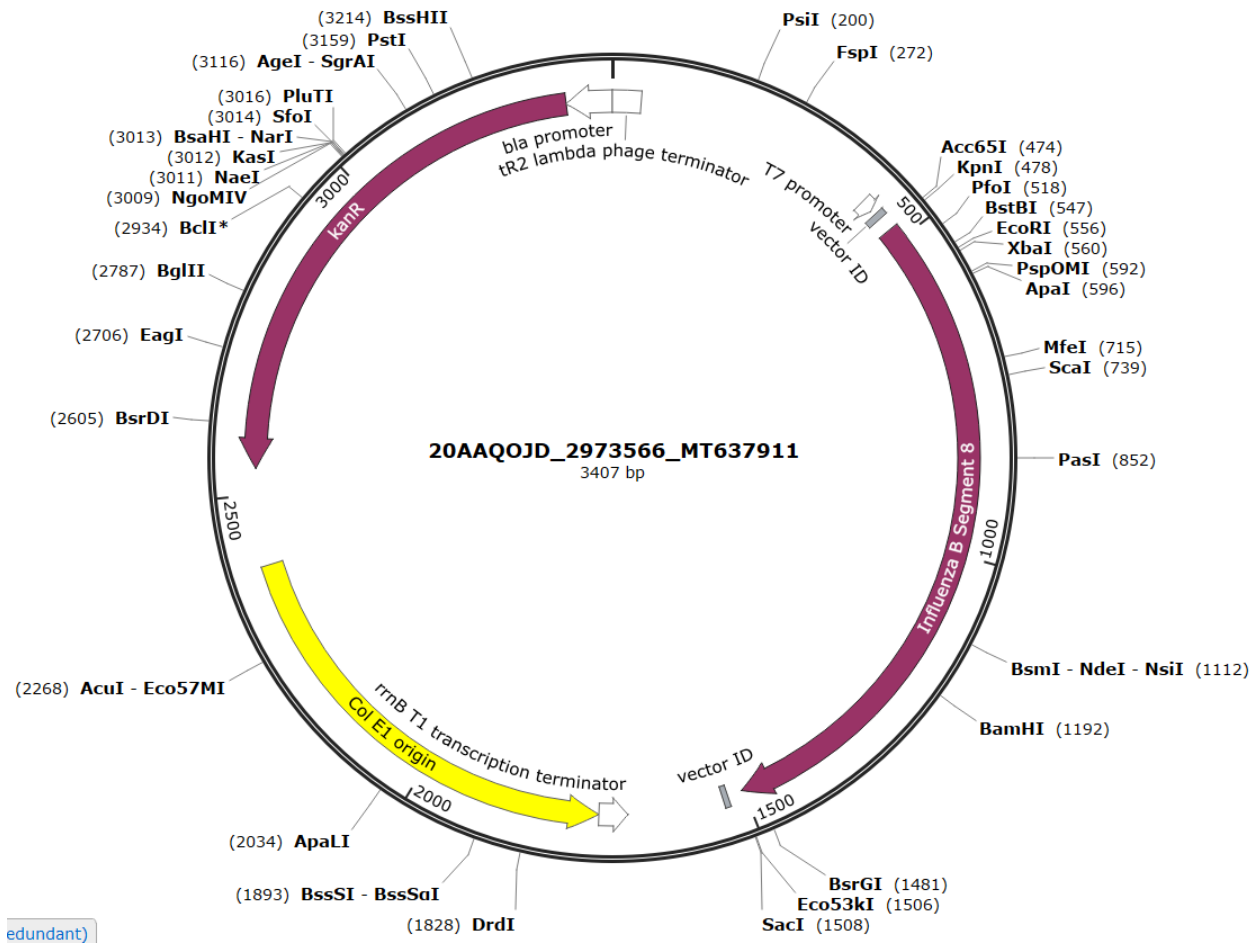 (3214) BssHII
(3159) PstI
(3116) AgeI - SgrAI
(3016) PluTI
(3014) SfoI
(3013) BsaHI - NarI
(3012) KasI
(3011) NaeI
(3009) NgoMIV
(2934) BclI*
(2787) BglII
(2706) EagI
(2605) BsrDI
(2268) AcuI - Eco57MI
(2034) ApaLI
(1893) BssSI - BssSαI
(1828) DrdI
PsiI (200)
FspI (272)
Acc65I (474)
KpnI (478)
PfoI (518)
BstBI (547)
EcoRI (556)
XbaI (560)
PspOMI (592)
ApaI (596)
MfeI (715)
ScaI (739)
PasI (852)
BsmI - NdeI - NsiI (1112)
BamHI (1192)
BsrGI (1481)
Eco53kI (1506)
SacI (1508)
bla promoter
tR2 lambda phage terminator
T7 promoter
vector ID
500
Influenza B Segment 8
1000
1500
vector ID
rrnB T1 transcription terminator
Col E1 origin
2000
2500
kanR
3000
20AAQOJD_2973566_MT637911
3407 bp
edundant)